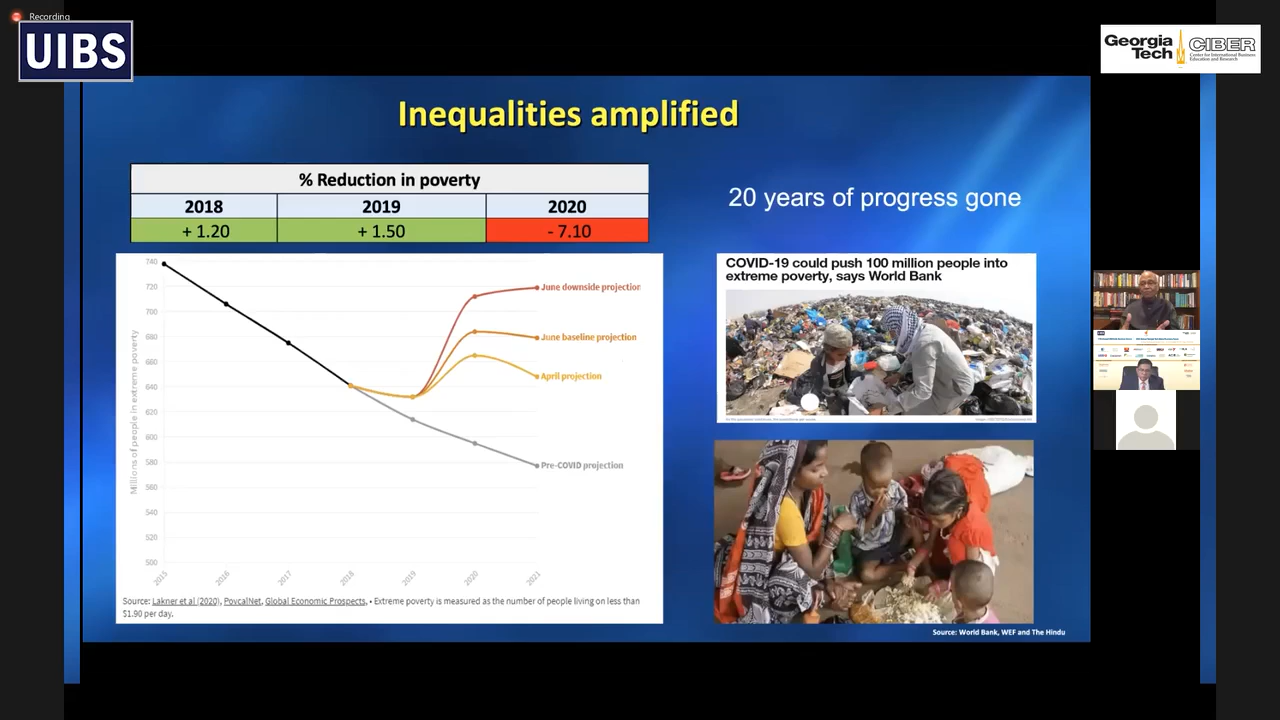 Recording
UIBS
Georgia
Tech
CIBER
Center for International Business
Education and Research
Inequalities amplified
% Reduction in poverty
2018 2019 2020
+ 1.20 + 1.50 - 7.10
20 years of progress gone
COVID-19 could push 100 million people into
extreme poverty, says World Bank
Millions of people in extreme poverty
740
720
700
680
660
640
620
600
580
560
540
520
500
2015 2016 2017 2018 2019 2020 2021
June downside projection
June baseline projection
April projection
Pre-COVID projection
Source: Lakner et al (2020), PovcalNet, Global Economic Prospects, • Extreme poverty is measured as the number of people living on less than
$1.90 per day.
Source: World Bank, WEF and The Hindu